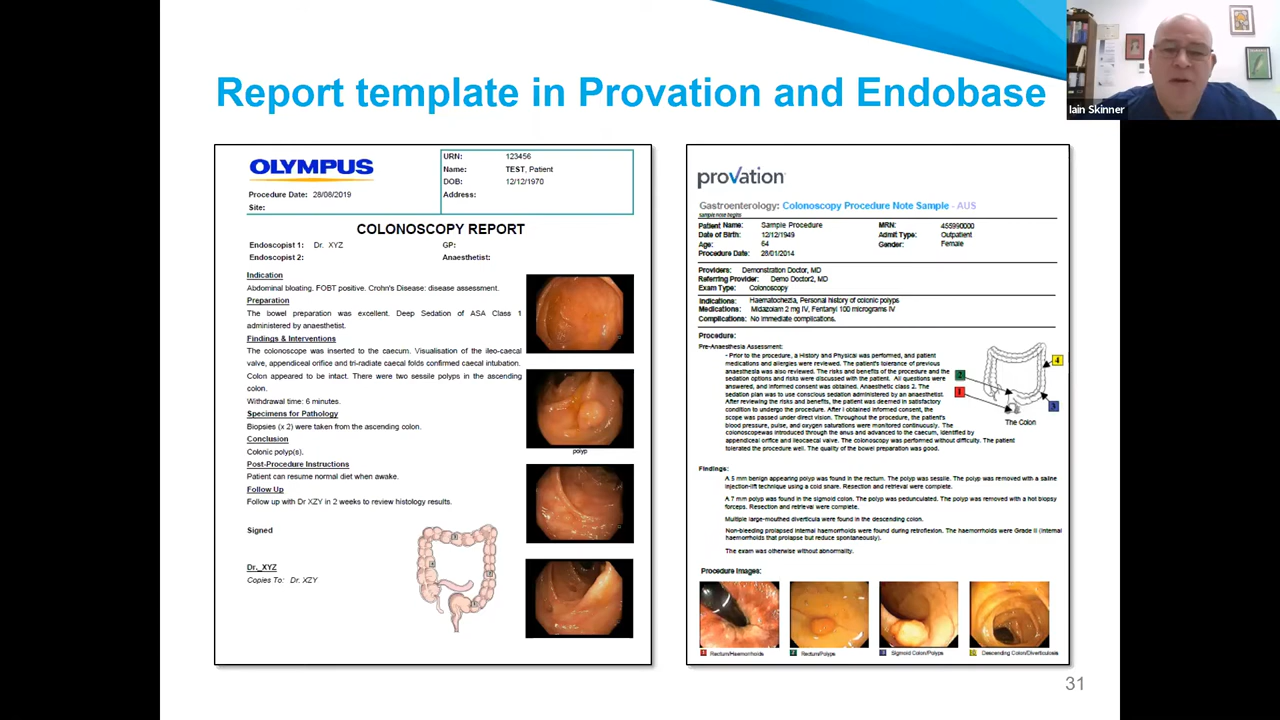 Report template in Provation and Endobase
Iain Skinner
OLYMPUS
Procedure Date: 28/08/2019
Site:
URN: 123456
Name: TEST, Patient
DOB: 12/12/1970
Address:
COLONOSCOPY REPORT
Endoscopist 1: Dr. XYZ GP:
Endoscopist 2: Anaesthetist:
Indication
Abdominal bloating. FOBT positive. Crohn's Disease: disease assessment.
Preparation
The bowel preparation was excellent. Deep Sedation of ASA Class 1
administered by anaesthetist.
Findings & Interventions
The colonoscope was inserted to the caecum. Visualisation of the ileo-caecal
valve, appendiceal orifice and tri-radiate caecal folds confirmed caecal intubation.
Colon appeared to be intact. There were two sessile polyps in the ascending
colon.
Withdrawal time: 6 minutes.
Specimens for Pathology
Biopsies (x 2) were taken from the ascending colon.
Conclusion
Colonic polyp(s).
Post-Procedure Instructions
Patient can resume normal diet when awake.
Follow Up
Follow up with Dr XZY in 2 weeks to review histology results.
Signed
Dr._XYZ
Copies To: Dr. XZY
polyp
provation
Gastroenterology: Colonoscopy Procedure Note Sample - AUS
sample note begins
Patient Name: Sample Procedure MRN: 455990000
Date of Birth: 12/12/1949 Admit Type: Outpatient
Age: 64 Gender: Female
Procedure Date: 28/01/2014
Providers: Demonstration Doctor, MD
Referring Provider: Demo Doctor2, MD
Exam Type: Colonoscopy
Indications: Haematochezia, Personal history of colonic polyps
Medications: Midazolam 2 mg IV, Fentanyl 100 micrograms IV
Complications: No immediate complications.
Procedure:
Pre-Anaesthesia Assessment:
- Prior to the procedure, a History and Physical was performed, and patient
medications and allergies were reviewed. The patient's tolerance of previous
anaesthesia was also reviewed. The risks and benefits of the procedure and the
sedation options and risks were discussed with the patient. All questions were
answered, and informed consent was obtained. Anaesthetic class 2. The
sedation plan was to use conscious sedation administered by an anaesthetist.
After reviewing the risks and benefits, the patient was deemed in satisfactory
condition to undergo the procedure. After I obtained informed consent, the
scope was passed under direct vision. Throughout the procedure, the patient's
blood pressure, pulse, and oxygen saturations were monitored continuously. The
colonoscopewas introduced through the anus and advanced to the caecum, identified by
appendiceal orifice and ileocaecal valve. The colonoscopy was performed without difficulty. The patient
tolerated the procedure well. The quality of the bowel preparation was good.
4
2
1
3
The Colon
Findings:
A 5 mm benign appearing polyp was found in the rectum. The polyp was sessile. The polyp was removed with a saline
injection-lift technique using a cold snare. Resection and retrieval were complete.
A 7 mm polyp was found in the sigmoid colon. The polyp was pedunculated. The polyp was removed with a hot biopsy
forceps. Resection and retrieval were complete.
Multiple large-mouthed diverticula were found in the descending colon.
Non-bleeding prolapsed internal haemorrhoids were found during retroflexion. The haemorrhoids were Grade II (internal
haemorrhoids that prolapse but reduce spontaneously).
The exam was otherwise without abnormality.
Procedure Images:
1 Rectum/Haemorrhoids
2 Rectum/Polyps
Sigmoid Colon/Polyps
Descending Colon/Diverticulosis
31